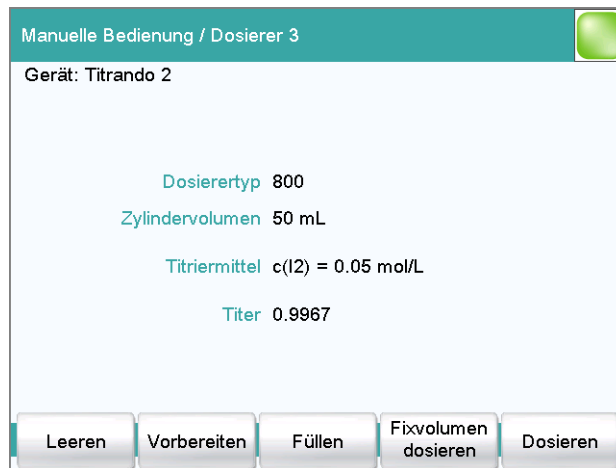 Manuelle Bedienung / Dosierer 3
Gerät: Titrando 2
Dosierertyp 800
Zylindervolumen 50 mL
Titriermittel c(I2) = 0.05 mol/L
Titer 0.9967
Leeren
Vorbereiten
Füllen
Fixvolumen
dosieren
Dosieren